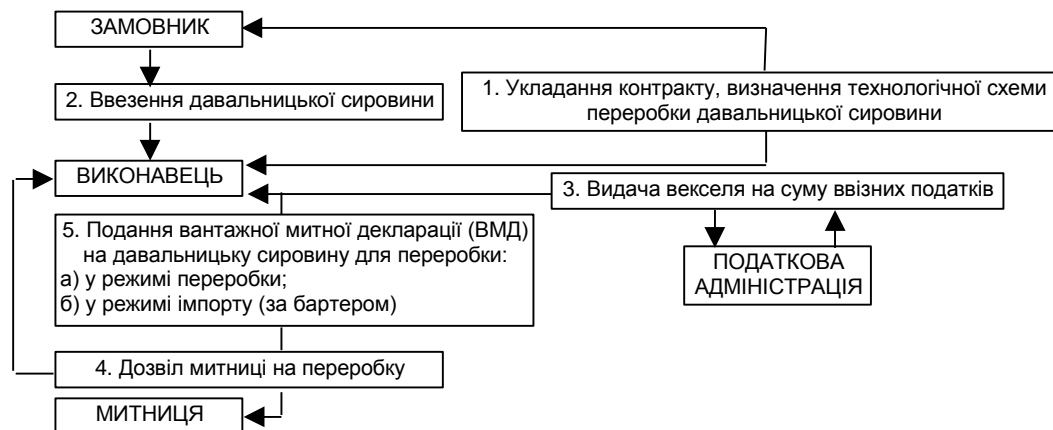 ЗАМОВНИК
2. Ввезення давальницької сировини
1. Укладання контракту, визначення технологічної схеми
переробки давальницької сировини
ВИКОНАВЕЦЬ
3. Видача векселя на суму ввізних податків
5. Подання вантажної митної декларації (ВМД)
на давальницьку сировину для переробки:
а) у режимі переробки;
б) у режимі імпорту (за бартером)
ПОДАТКОВА
АДМІНІСТРАЦІЯ
4. Дозвіл митниці на переробку
МИТНИЦЯ